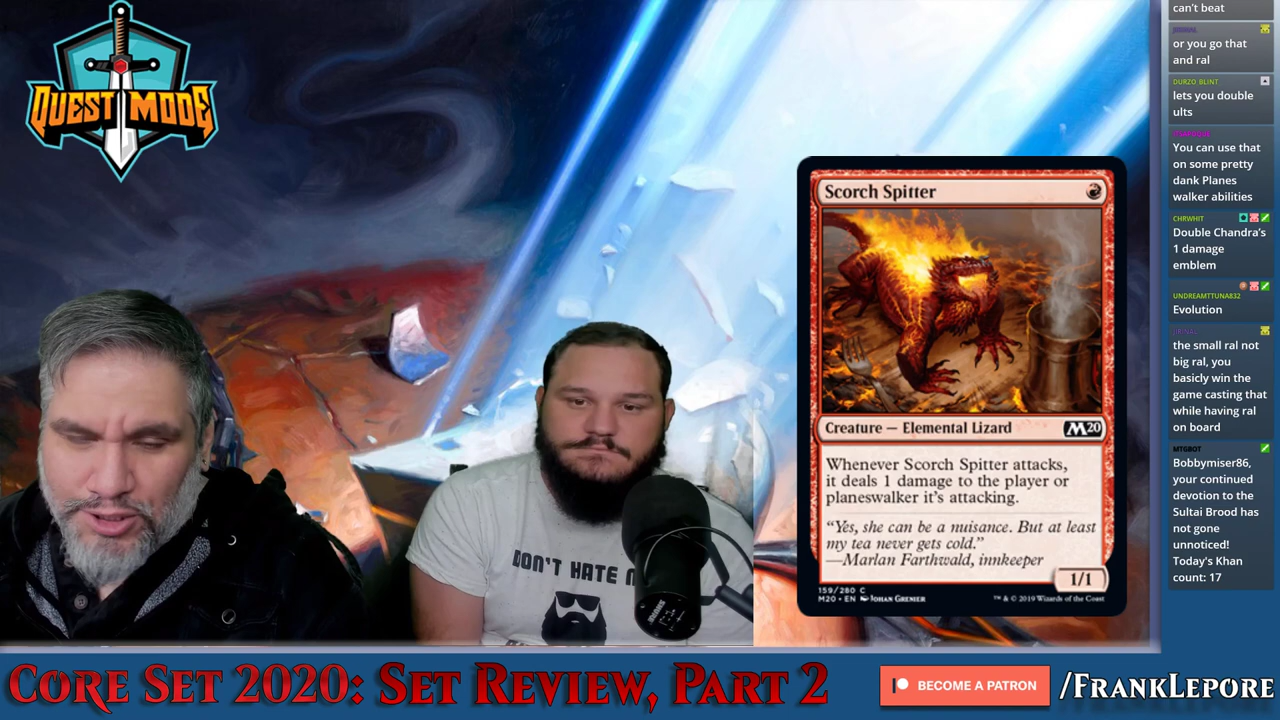 QUEST MODE
can't beat
or you go that
and ral
DURZO BLINT
lets you double
ults
You can use that
on some pretty
dank Planes
walker abilities
CHRWHIT
Double Chandra's
1 damage
emblem
UNDREAMTTUNA832
Evolution
the small ral not
big ral, you
basicly win the
game casting that
while having ral
on board
MTGBOT
Bobbymiser86,
your continued
devotion to the
Sultai Brood has
not gone
unnoticed!
Today's Khan
count: 17
Scorch Spitter
Creature — Elemental Lizard
M20
Whenever Scorch Spitter attacks,
it deals 1 damage to the player or
planeswalker it's attacking.
“Yes, she can be a nuisance. But at least
my tea never gets cold.”
—Marlan Farthwald, innkeeper
1/1
159/280 C
M20 • EN Johan Grenier
™ & © 2019 Wizards of the Coast
DON'T HATE
Core Set 2020: Set Review, Part 2
BECOME A PATRON
/FrankLepore